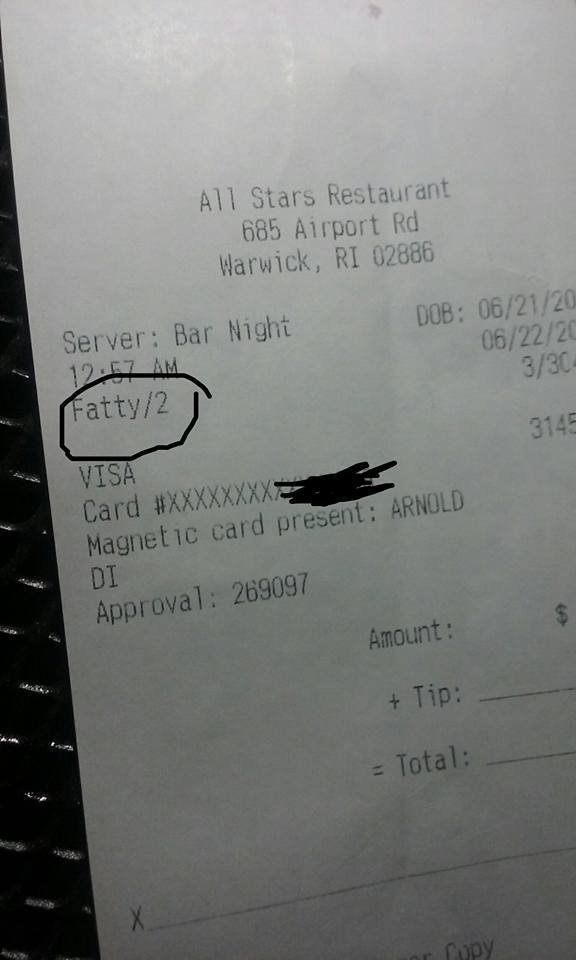 All Stars Restaurant
685 Airport Rd
Warwick, RI 02886
Server: Bar Night DOB: 06/21/20
12:57 AM 06/22/20
Fatty/2 3/30
3145
VISA
Card #XXXXXXXX
Magnetic card present: ARNOLD
DI
Approval: 269097
Amount: $
+ Tip:
= Total:
X
Copy